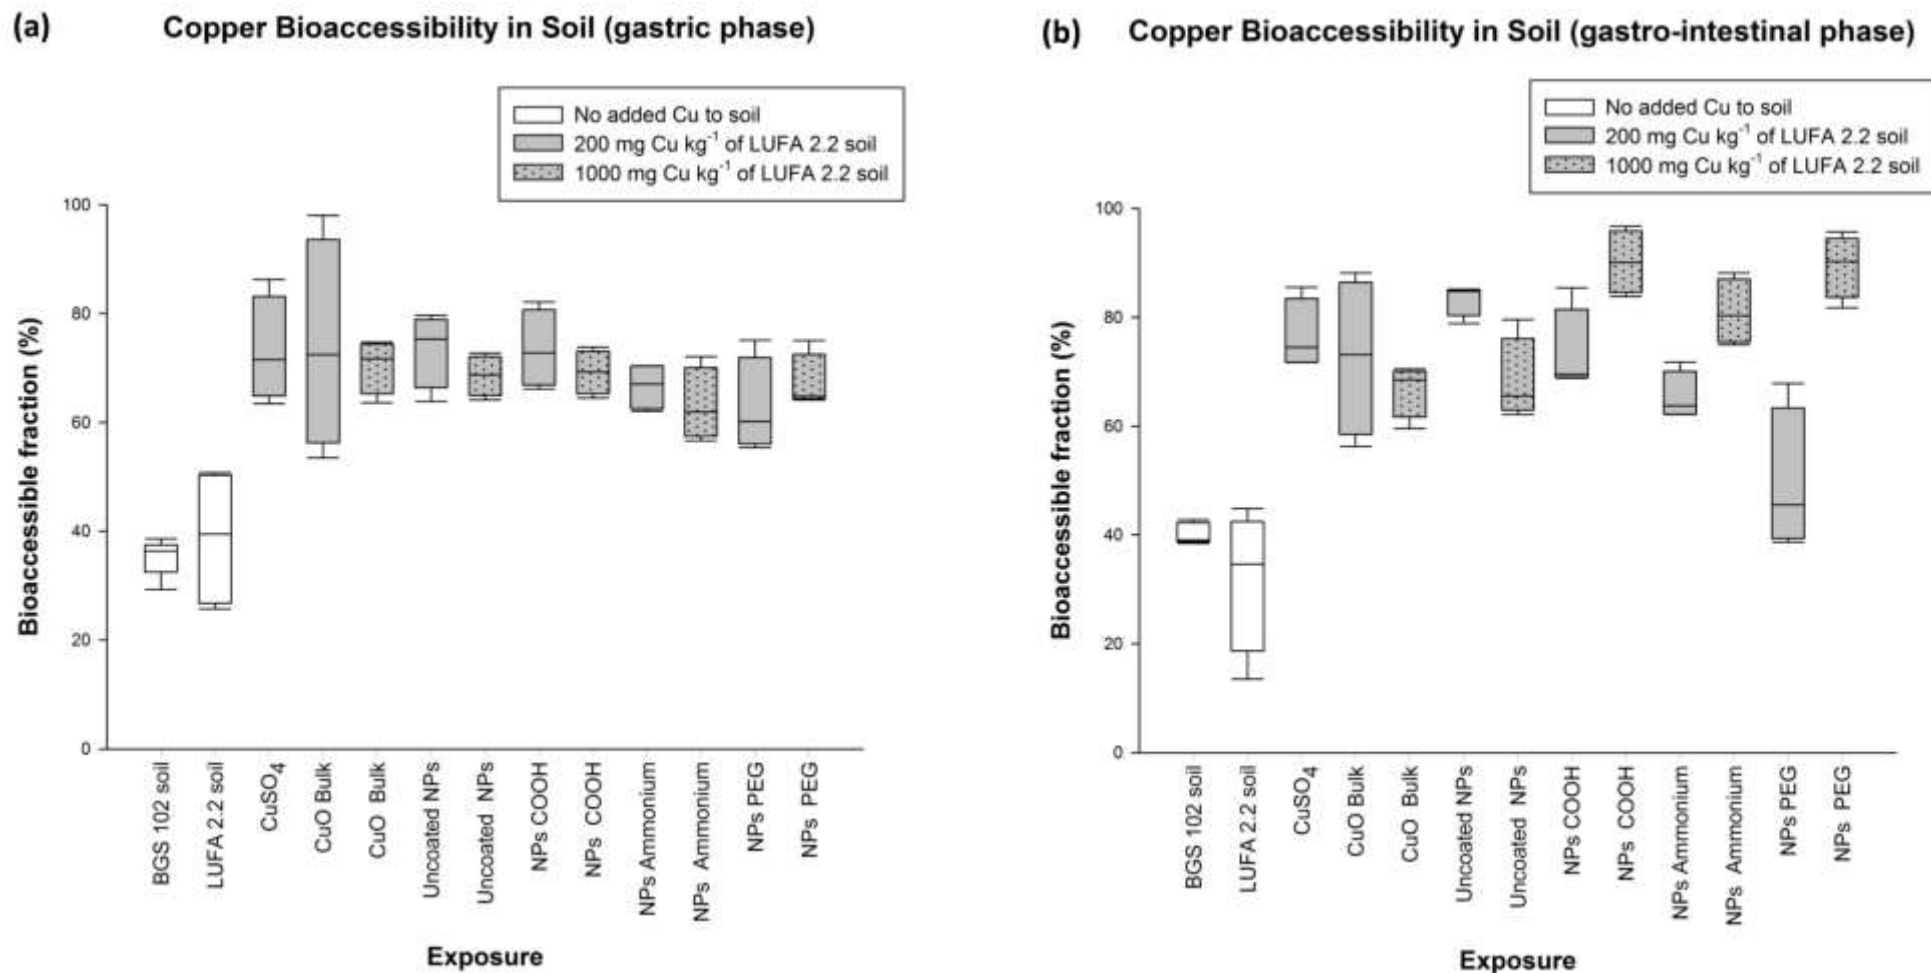 (a) Copper Bioaccessibility in Soil (gastric phase)
No added Cu to soil
200 mg Cu kg⁻¹ of LUFA 2.2 soil
1000 mg Cu kg⁻¹ of LUFA 2.2 soil
Bioaccessible fraction (%)
100
80
60
40
20
0
BGS 102 soil
LUFA 2.2 soil
CuSO₄
CuO Bulk
CuO Bulk
Uncoated NPs
Uncoated NPs
NPs COOH
NPs COOH
NPs Ammonium
NPs Ammonium
NPs PEG
NPs PEG
Exposure
(b) Copper Bioaccessibility in Soil (gastro-intestinal phase)
No added Cu to soil
200 mg Cu kg⁻¹ of LUFA 2.2 soil
1000 mg Cu kg⁻¹ of LUFA 2.2 soil
Bioaccessible fraction (%)
100
80
60
40
20
0
BGS 102 soil
LUFA 2.2 soil
CuSO₄
CuO Bulk
CuO Bulk
Uncoated NPs
Uncoated NPs
NPs COOH
NPs COOH
NPs Ammonium
NPs Ammonium
NPs PEG
NPs PEG
Exposure